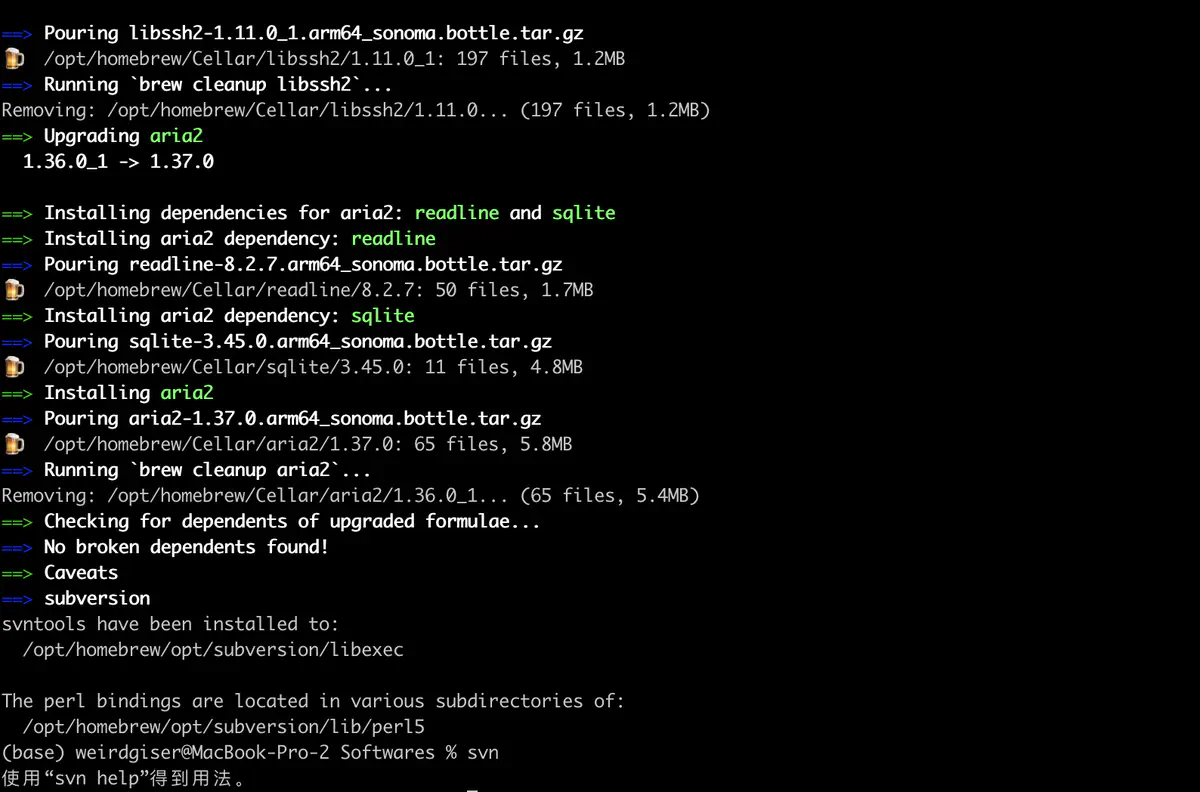 ==> Pouring libssh2-1.11.0_1.arm64_sonoma.bottle.tar.gz
🍺  /opt/homebrew/Cellar/libssh2/1.11.0_1: 197 files, 1.2MB
==> Running `brew cleanup libssh2`...
Removing: /opt/homebrew/Cellar/libssh2/1.11.0... (197 files, 1.2MB)
==> Upgrading aria2
  1.36.0_1 -> 1.37.0

==> Installing dependencies for aria2: readline and sqlite
==> Installing aria2 dependency: readline
==> Pouring readline-8.2.7.arm64_sonoma.bottle.tar.gz
🍺  /opt/homebrew/Cellar/readline/8.2.7: 50 files, 1.7MB
==> Installing aria2 dependency: sqlite
==> Pouring sqlite-3.45.0.arm64_sonoma.bottle.tar.gz
🍺  /opt/homebrew/Cellar/sqlite/3.45.0: 11 files, 4.8MB
==> Installing aria2
==> Pouring aria2-1.37.0.arm64_sonoma.bottle.tar.gz
🍺  /opt/homebrew/Cellar/aria2/1.37.0: 65 files, 5.8MB
==> Running `brew cleanup aria2`...
Removing: /opt/homebrew/Cellar/aria2/1.36.0_1... (65 files, 5.4MB)
==> Checking for dependents of upgraded formulae...
==> No broken dependents found!
==> Caveats
==> subversion
svntools have been installed to:
  /opt/homebrew/opt/subversion/libexec

The perl bindings are located in various subdirectories of:
  /opt/homebrew/opt/subversion/lib/perl5
(base) weirdgiser@MacBook-Pro-2 Softwares % svn
使用“svn help”得到用法。